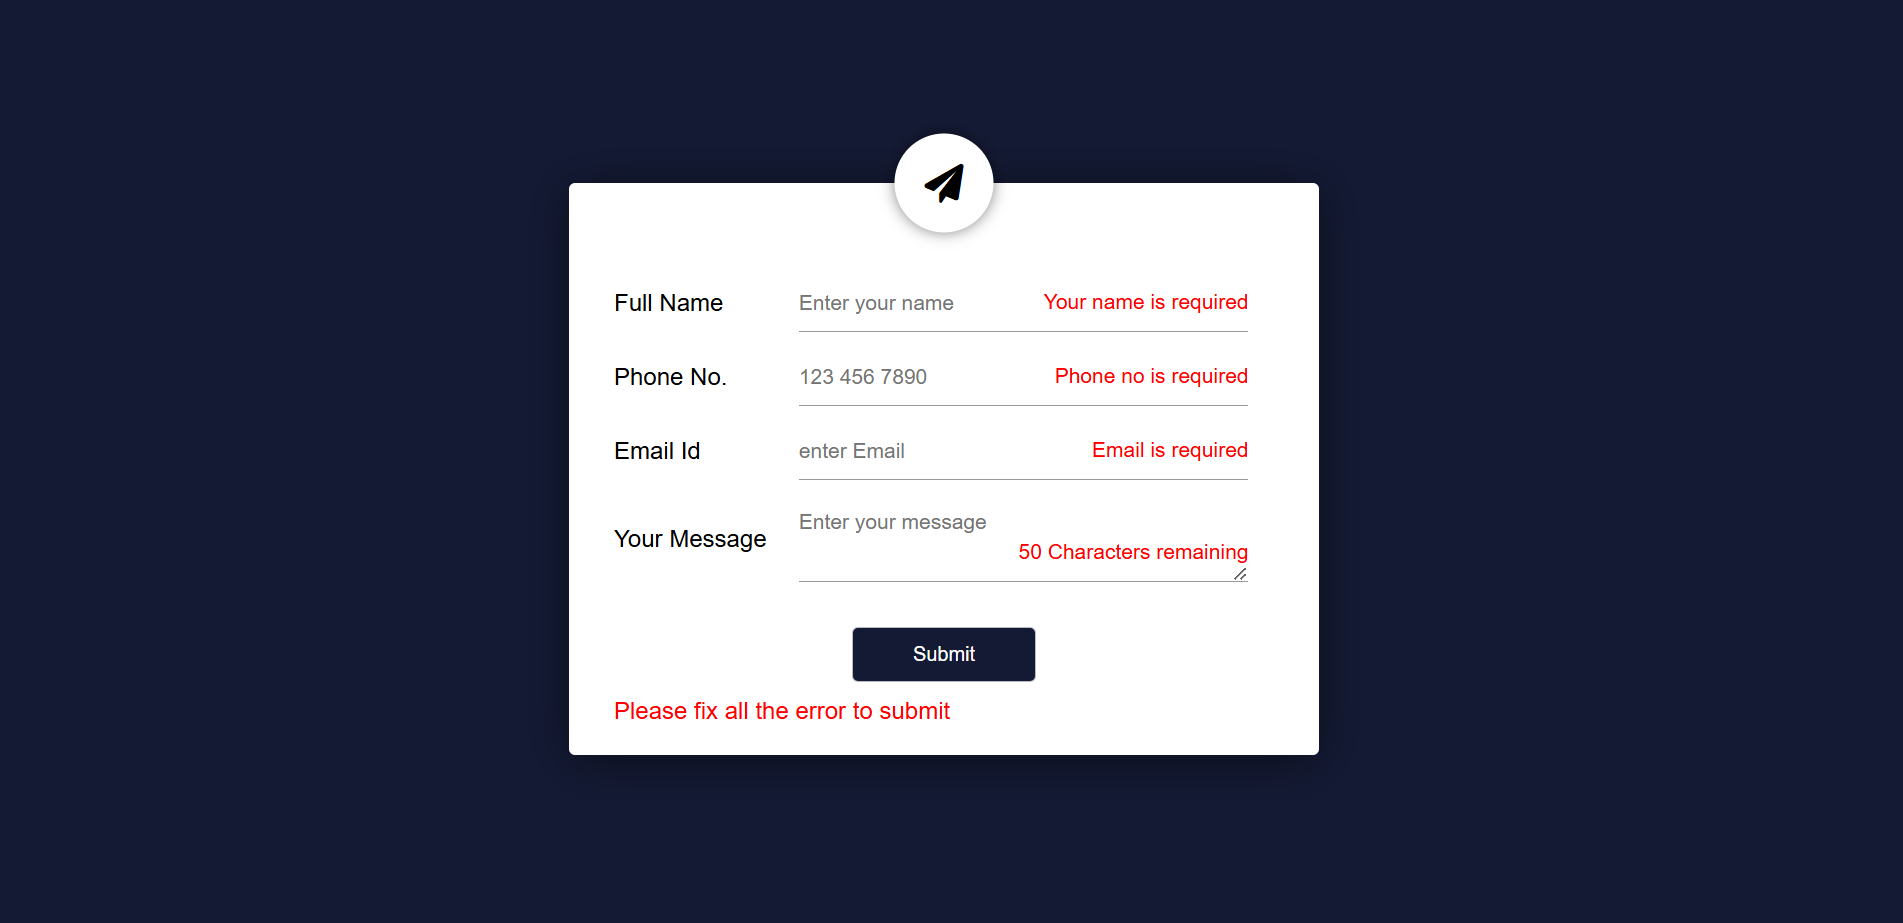 Full Name Enter your name Your name is required
Phone No. 123 456 7890 Phone no is required
Email Id enter Email Email is required
Your Message Enter your message
50 Characters remaining
Submit
Please fix all the error to submit